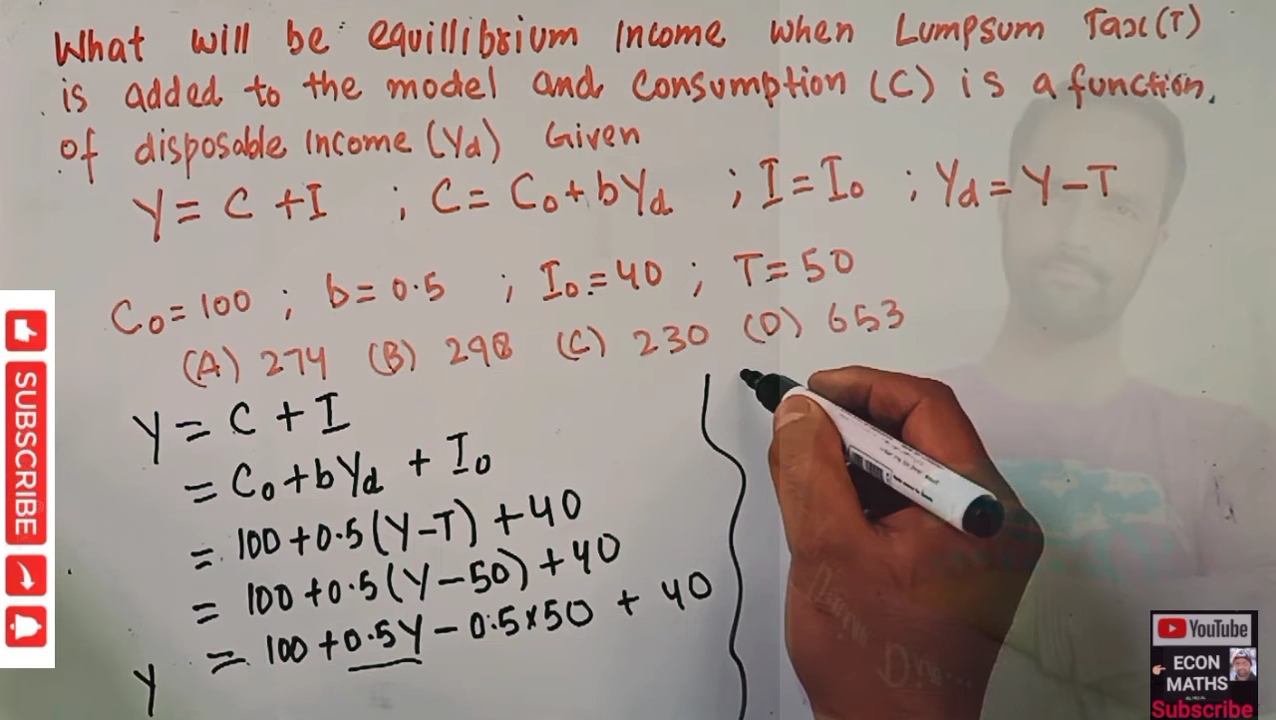 What will be equillibrium Income when Lumpsum Tax(T)
is added to the model and Consumption (C) is a function
of disposable Income (Yd) Given
Y = C + I ; C = C₀ + bYd ; I = I₀ ; Yd = Y - T
C₀ = 100 ; b = 0.5 ; I₀ = 40 ; T = 50
(A) 274 (B) 298 (C) 230 (D) 653
Y = C + I
= C₀ + bYd + I₀
= 100 + 0.5(Y - T) + 40
= 100 + 0.5(Y - 50) + 40
Y = 100 + 0.5Y - 0.5 × 50 + 40
SUBSCRIBE
YouTube
ECON
MATHS
Subscribe